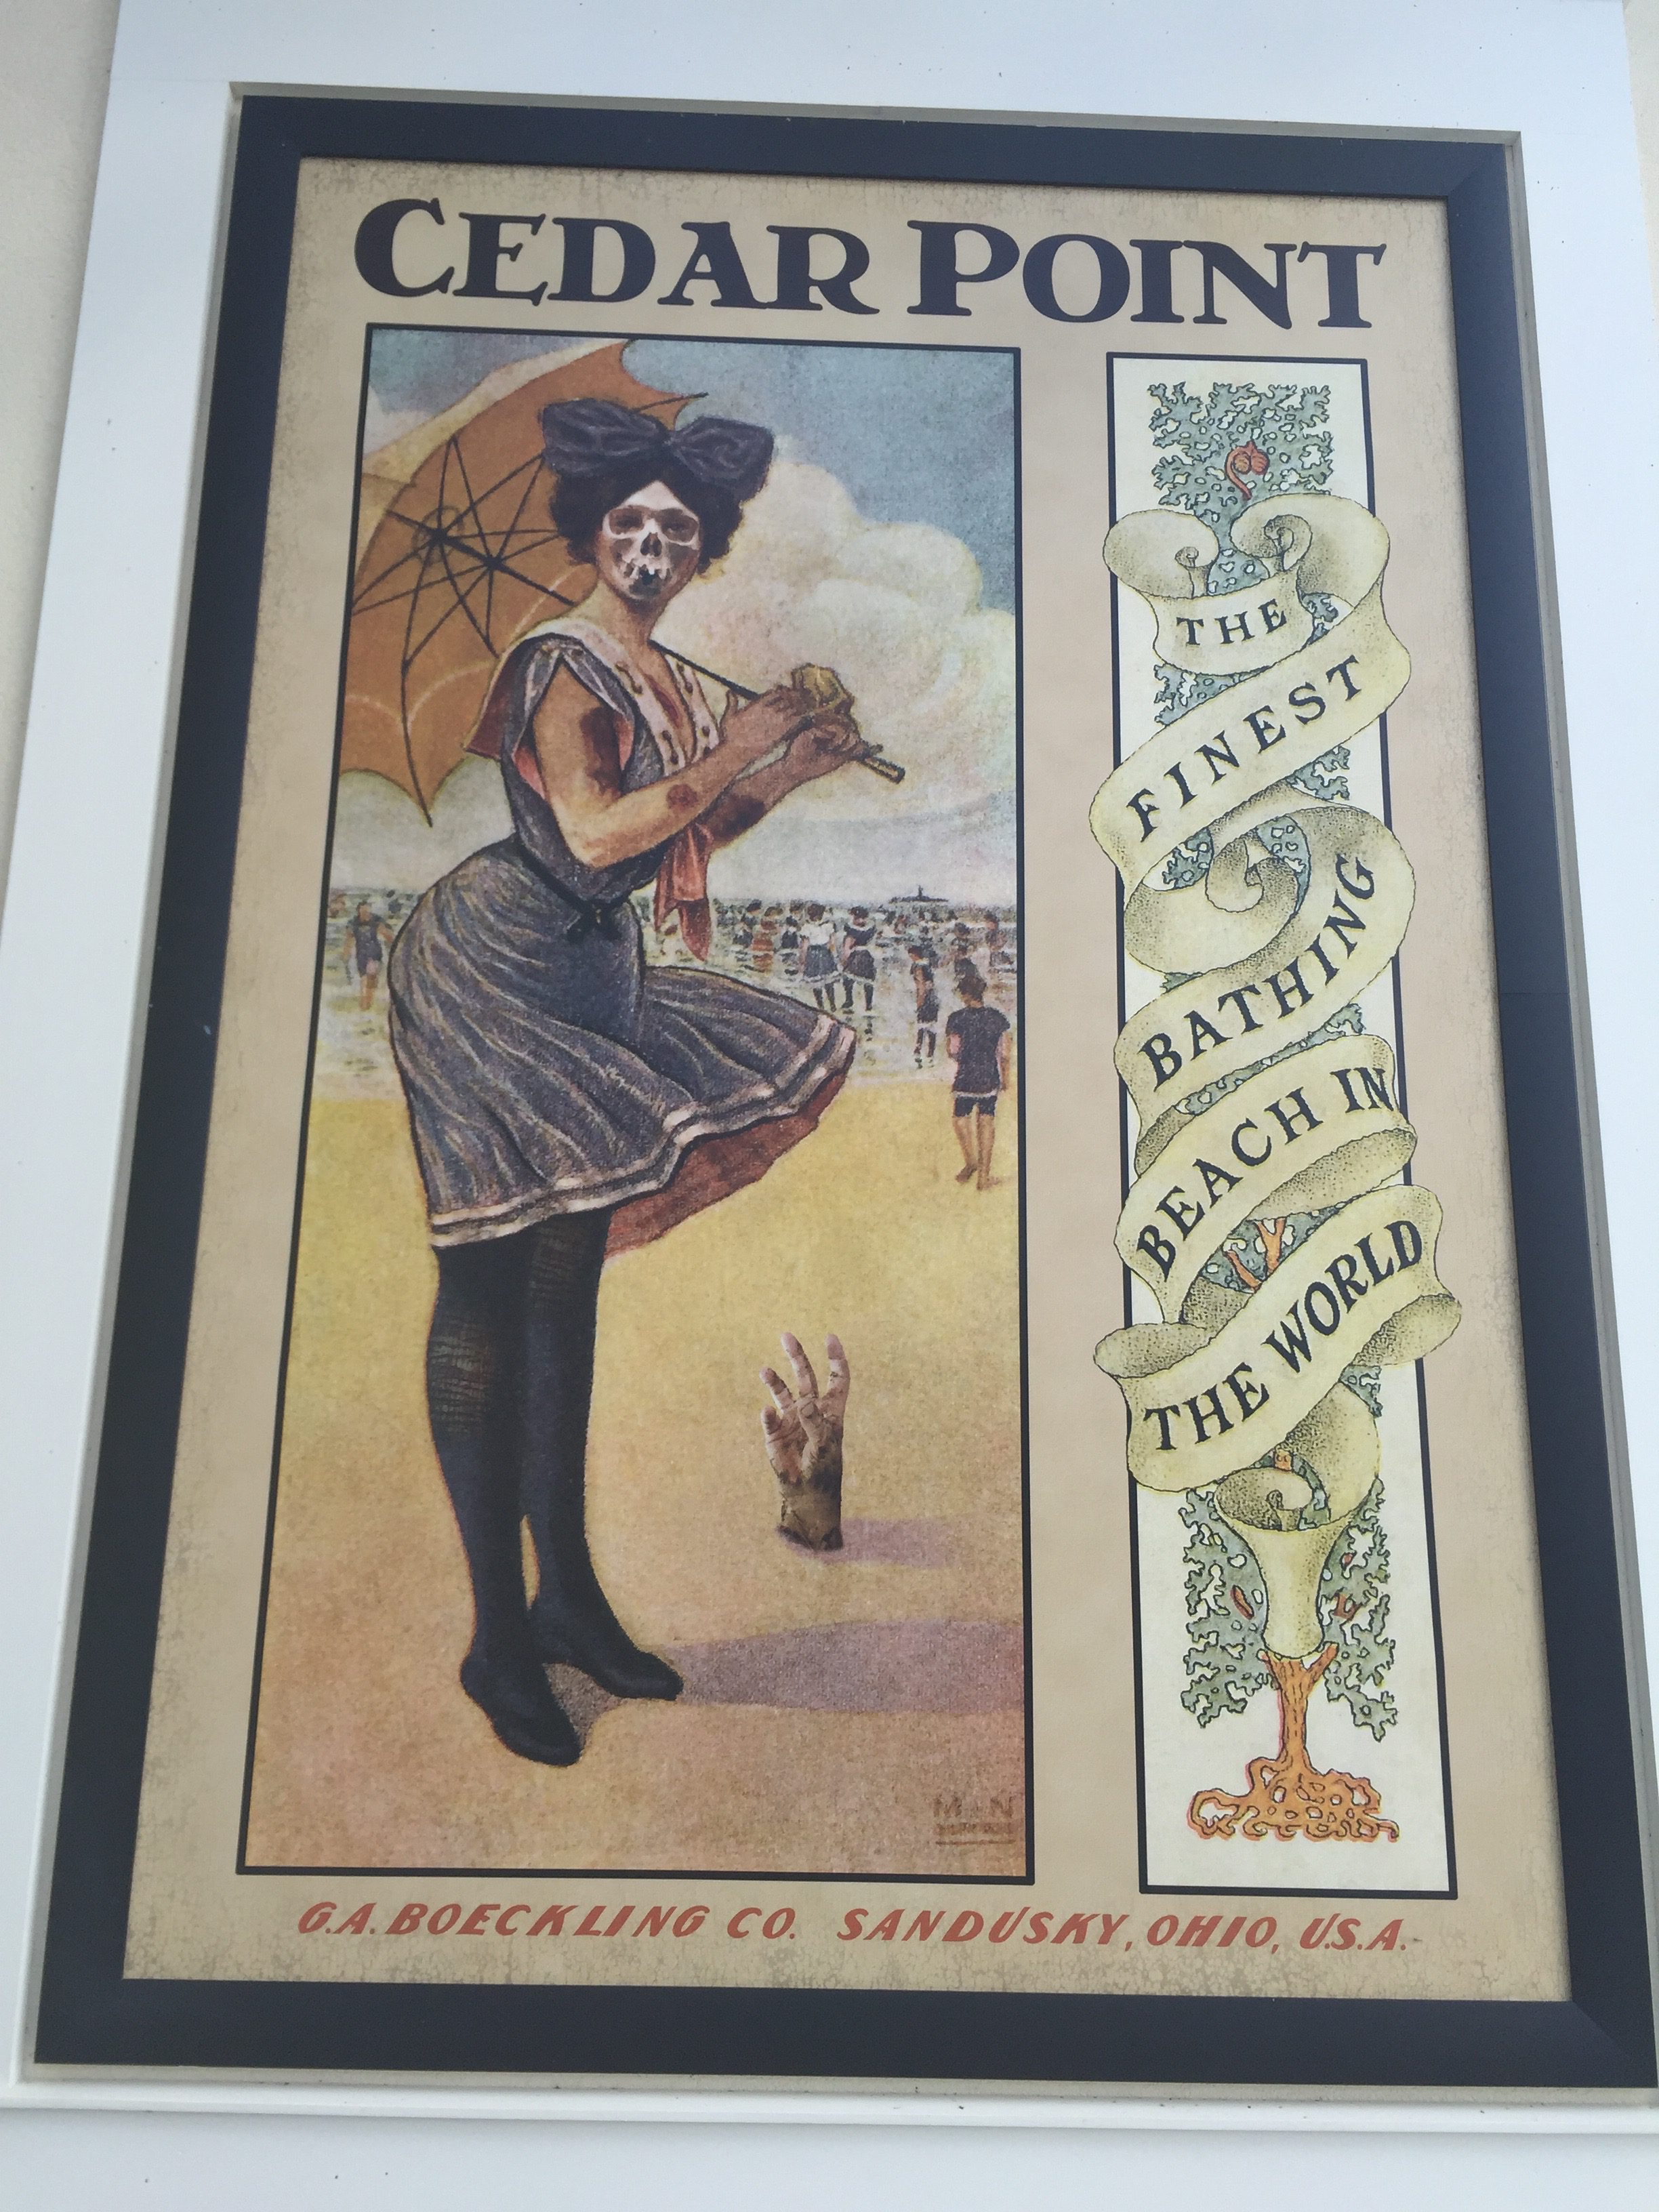 CEDAR POINT
THE
FINEST
BATHING
BEACH IN
THE WORLD
G.A. BOECKLING CO. SANDUSKY, OHIO, U.S.A.